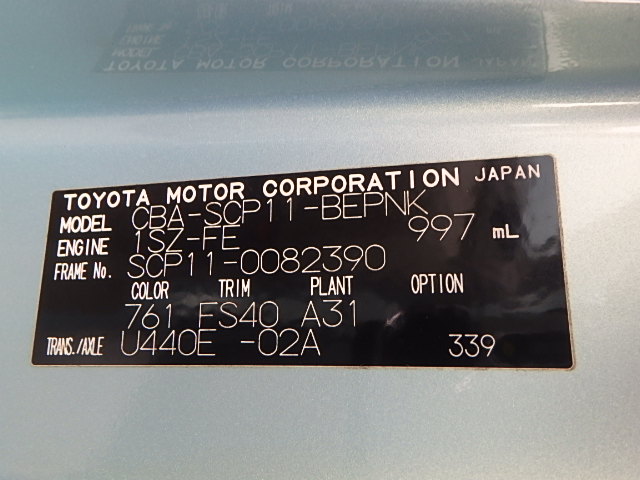 TOYOTA MOTOR CORPORATION JAPAN
MODEL CBA-SCP11-BEPNK
ENGINE 1SZ-FE 997 mL
FRAME No. SCP11-0082390
COLOR TRIM PLANT OPTION
761 FS40 A31
TRANS./AXLE U440E -02A 339